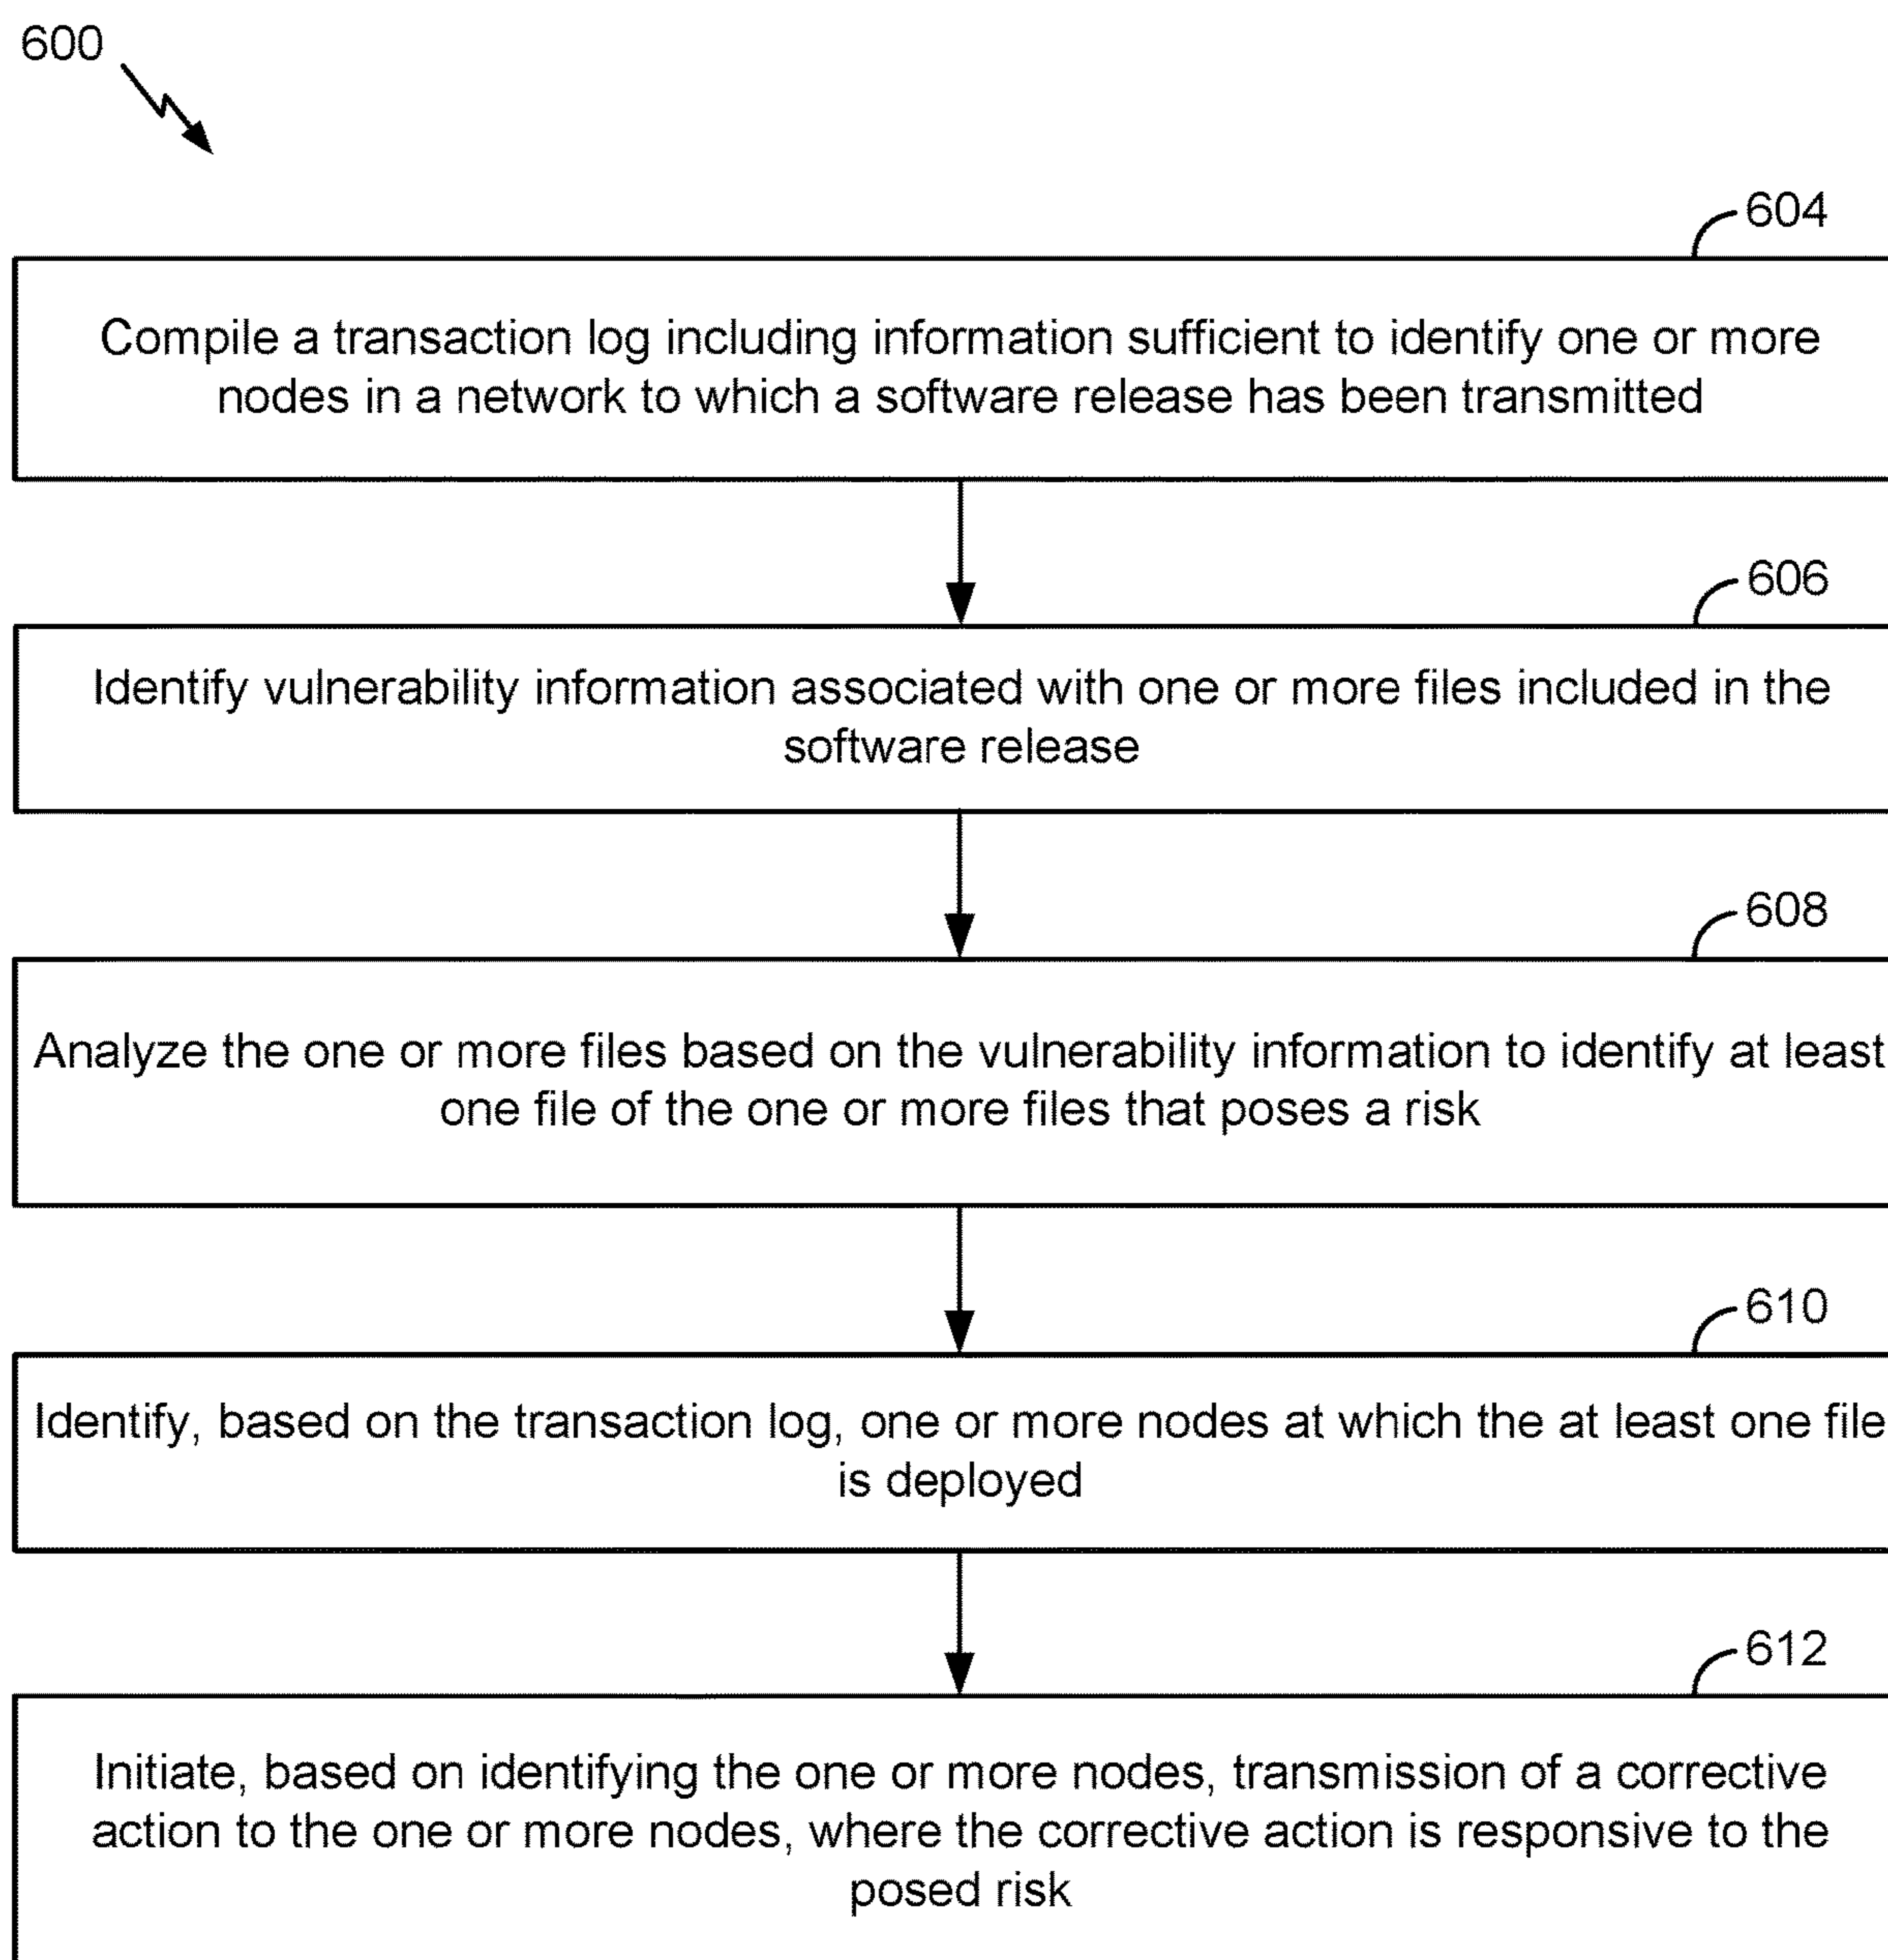 600
604
Compile a transaction log including information sufficient to identify one or more
nodes in a network to which a software release has been transmitted
606
Identify vulnerability information associated with one or more files included in the
software release
608
Analyze the one or more files based on the vulnerability information to identify at least
one file of the one or more files that poses a risk
610
Identify, based on the transaction log, one or more nodes at which the at least one file
is deployed
612
Initiate, based on identifying the one or more nodes, transmission of a corrective
action to the one or more nodes, where the corrective action is responsive to the
posed risk